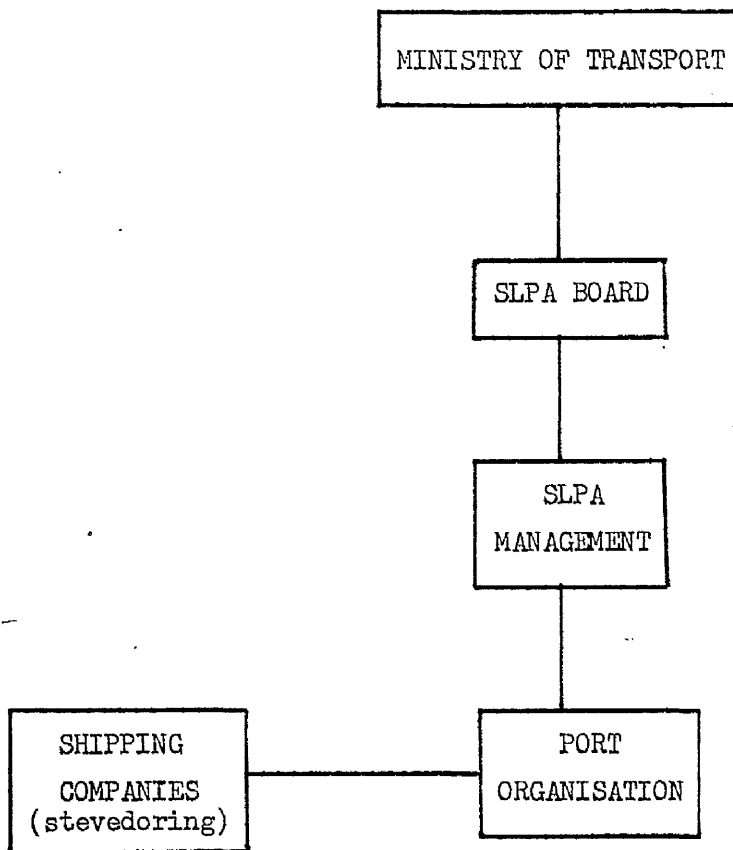 MINISTRY OF TRANSPORT
SLPA BOARD
SLPA
MANAGEMENT
SHIPPING
COMPANIES
(stevedoring)
PORT
ORGANISATION